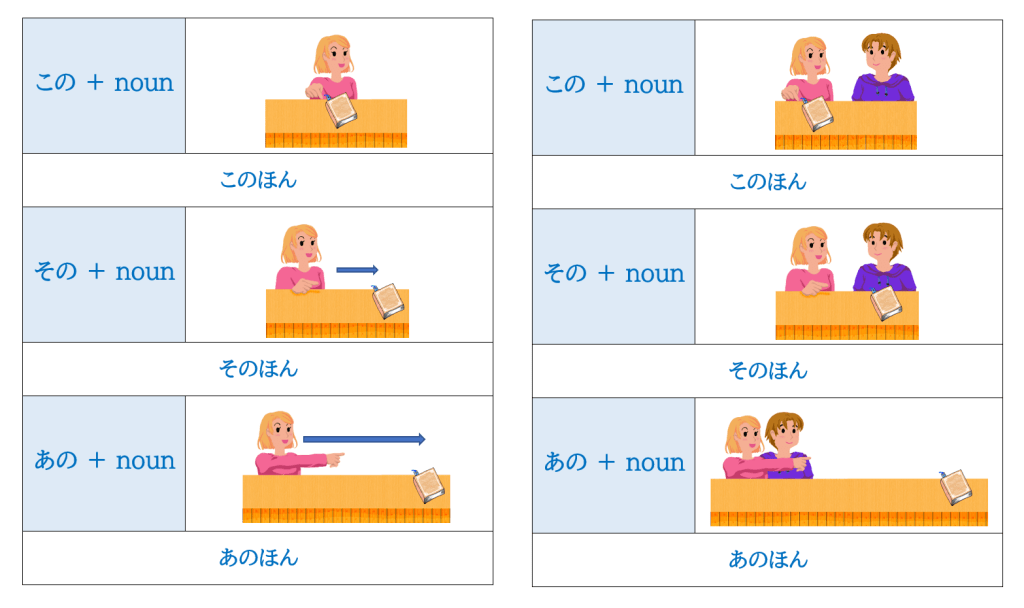 この + noun
このほん
その + noun
そのほん
あの + noun
あのほん
この + noun
このほん
その + noun
そのほん
あの + noun
あのほん